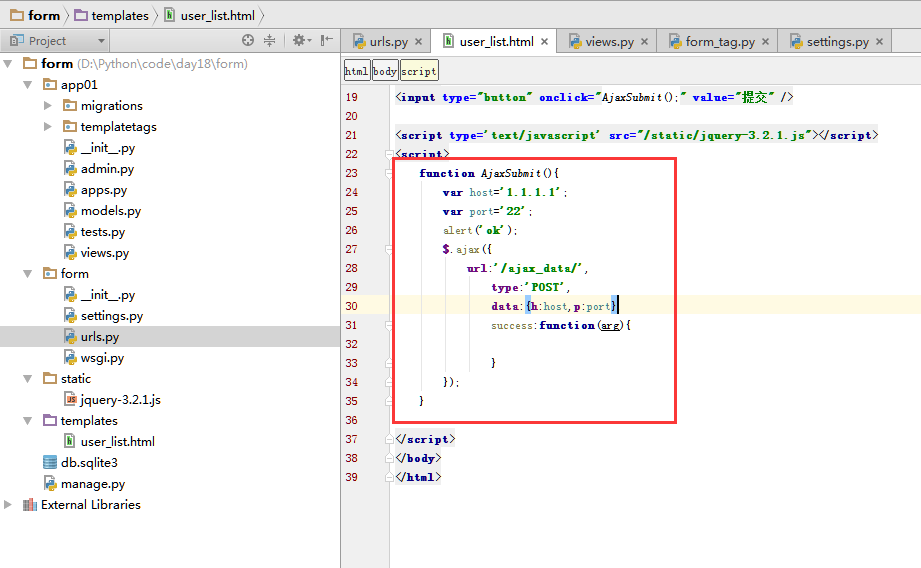 form templates user_list.html
Project
urls.py user_list.html views.py form_tag.py settings.py
form (D:\Python\code\day18\form)
app01
migrations
templatetags
__init__.py
admin.py
apps.py
models.py
tests.py
views.py
form
__init__.py
settings.py
urls.py
wsgi.py
static
jquery-3.2.1.js
templates
user_list.html
db.sqlite3
manage.py
External Libraries
html body script
19 <input type="button" onclick="AjaxSubmit();" value="提交" />
20
21 <script type='text/javascript' src="/static/jquery-3.2.1.js"></script>
22 <script>
23 function AjaxSubmit(){
24 var host='1.1.1.1';
25 var port='22';
26 alert('ok');
27 $.ajax({
28 url:'/ajax_data/',
29 type:'POST',
30 data:{h:host,p:port}
31 success:function(arg){
32
33 }
34 });
35 }
36
37 </script>
38 </body>
39 </html>